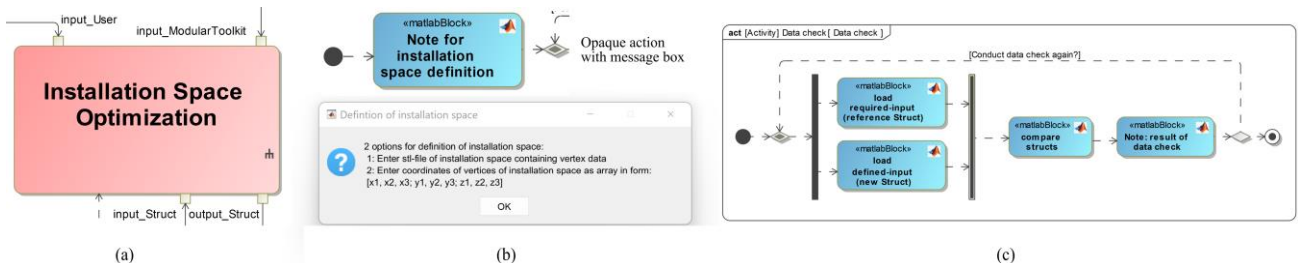 input_User
input_ModularToolkit
Installation Space
Optimization
input_Struct
output_Struct
(a)
«matlabBlock»
Note for
installation
space definition
Opaque action
with message box
Defintion of installation space
2 options for definition of installation space:
1: Enter stl-file of installation space containing vertex data
2: Enter coordinates of vertices of installation space as array in form:
[x1, x2, x3; y1, y2, y3; z1, z2, z3]
OK
(b)
act [Activity] Data check [ Data check ]
[Conduct data check again?]
«matlabBlock»
load
required-input
(reference Struct)
«matlabBlock»
load
defined-input
(new Struct)
«matlabBlock»
compare
structs
«matlabBlock»
Note: result of
data check
(c)